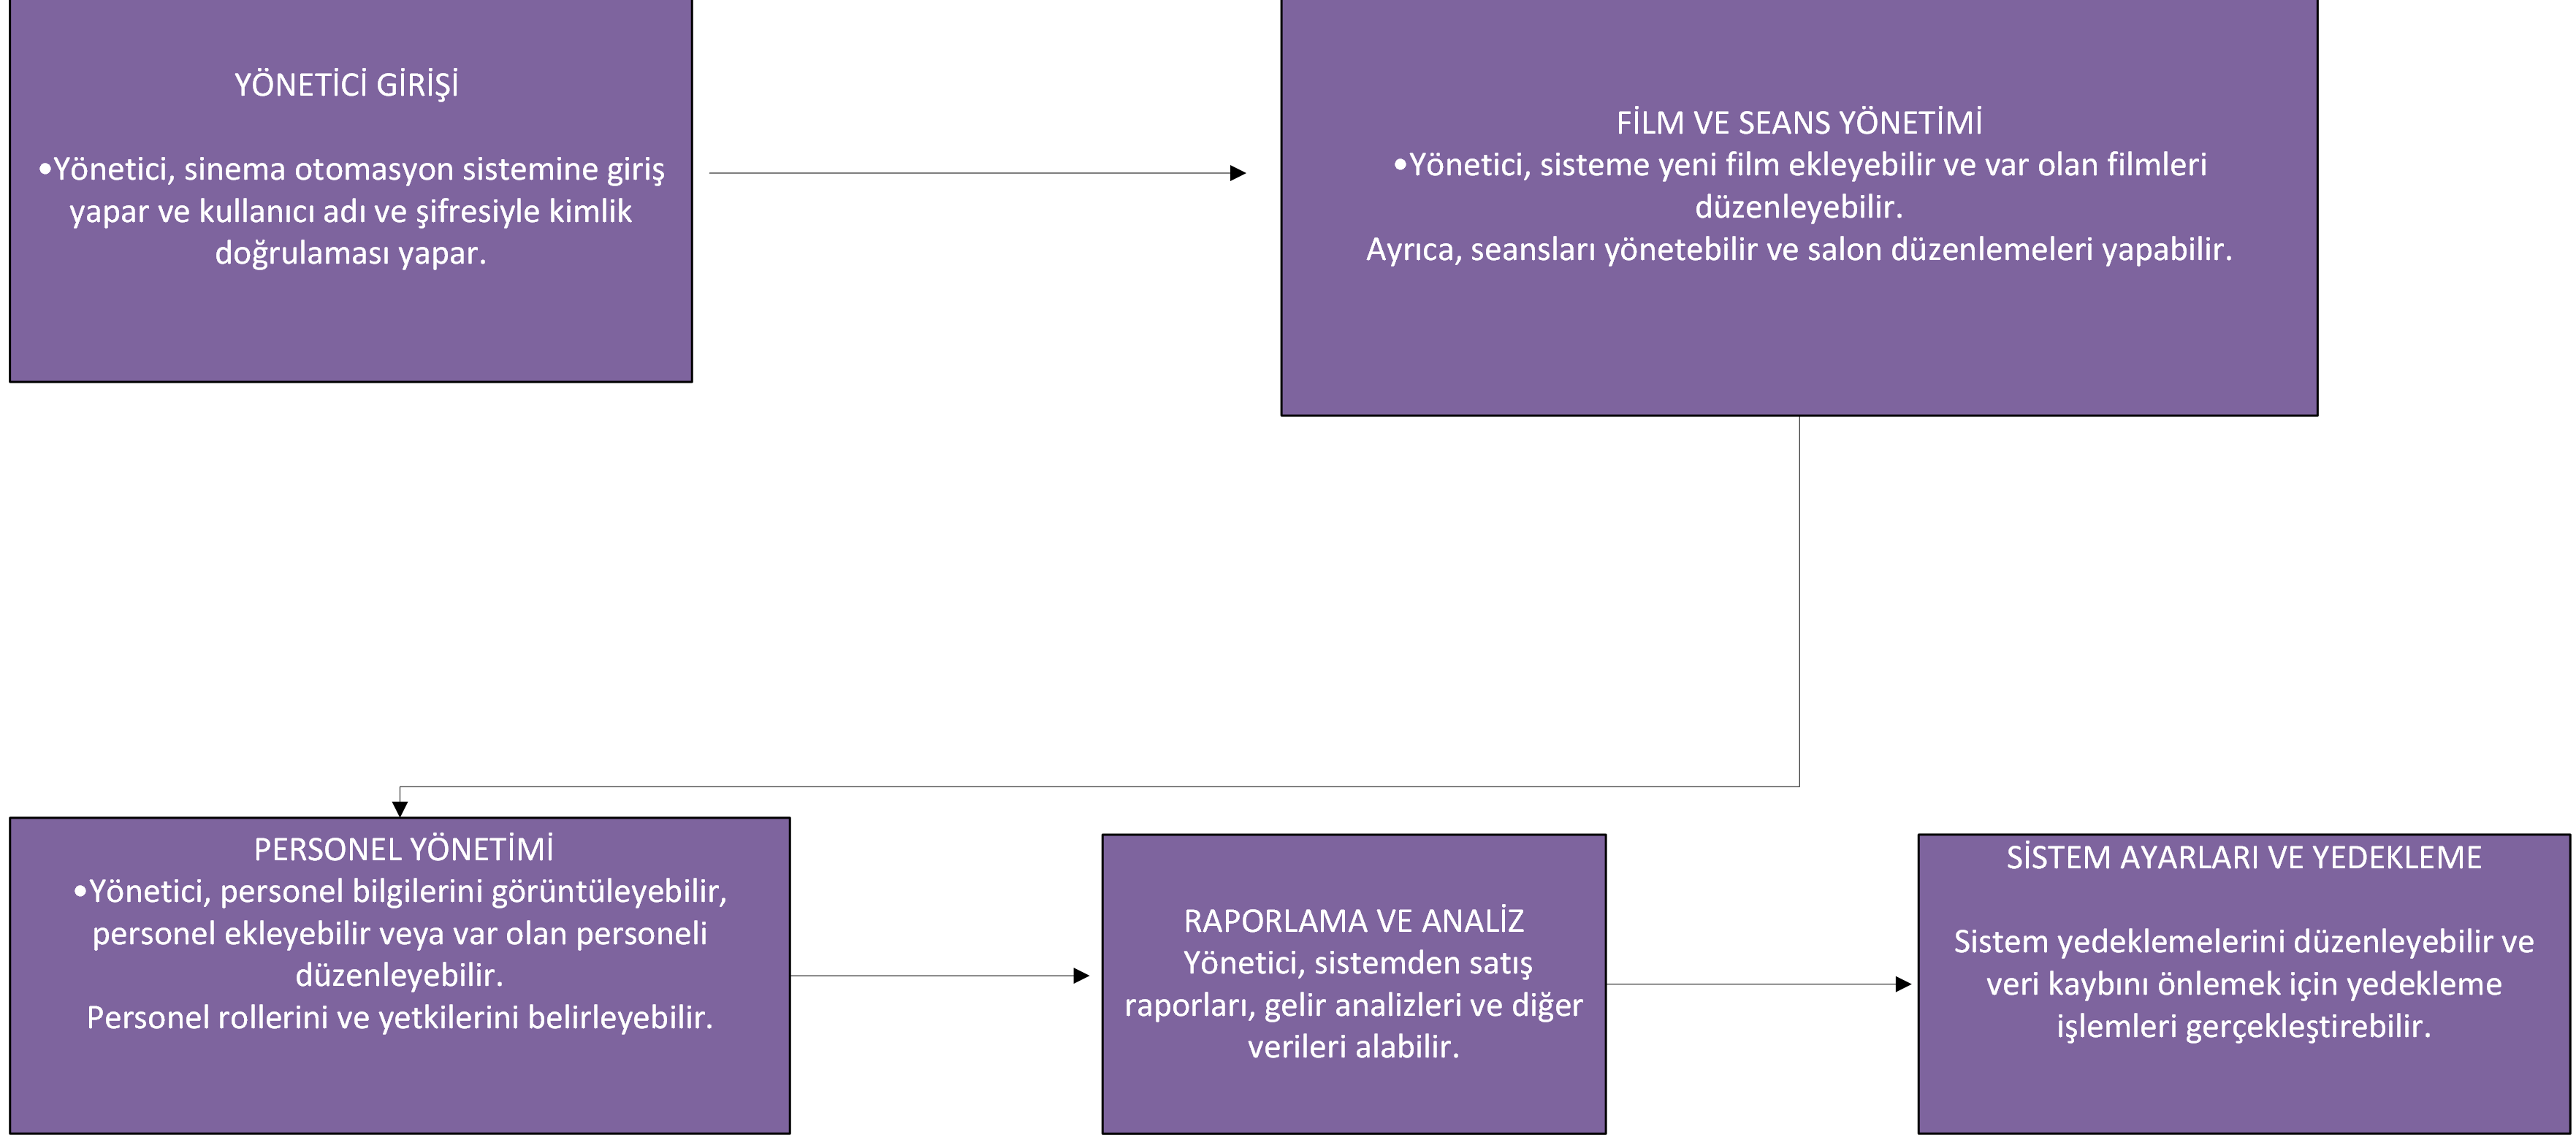 YÖNETİCİ GİRİŞİ
•Yönetici, sinema otomasyon sistemine giriş
yapar ve kullanıcı adı ve şifresiyle kimlik
doğrulaması yapar.
FİLM VE SEANS YÖNETİMİ
•Yönetici, sisteme yeni film ekleyebilir ve var olan filmleri
düzenleyebilir.
Ayrıca, seansları yönetebilir ve salon düzenlemeleri yapabilir.
PERSONEL YÖNETİMİ
•Yönetici, personel bilgilerini görüntüleyebilir,
personel ekleyebilir veya var olan personeli
düzenleyebilir.
Personel rollerini ve yetkilerini belirleyebilir.
RAPORLAMA VE ANALİZ
Yönetici, sistemden satış
raporları, gelir analizleri ve diğer
verileri alabilir.
SİSTEM AYARLARI VE YEDEKLEME
Sistem yedeklemelerini düzenleyebilir ve
veri kaybını önlemek için yedekleme
işlemleri gerçekleştirebilir.